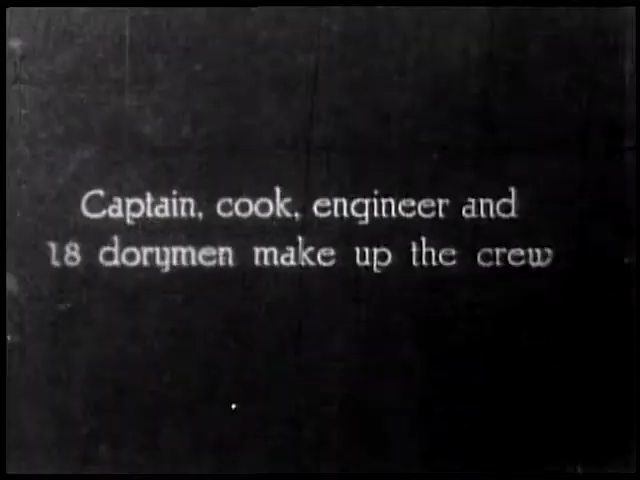 Captain, cook, engineer and
18 dorymen make up the crew